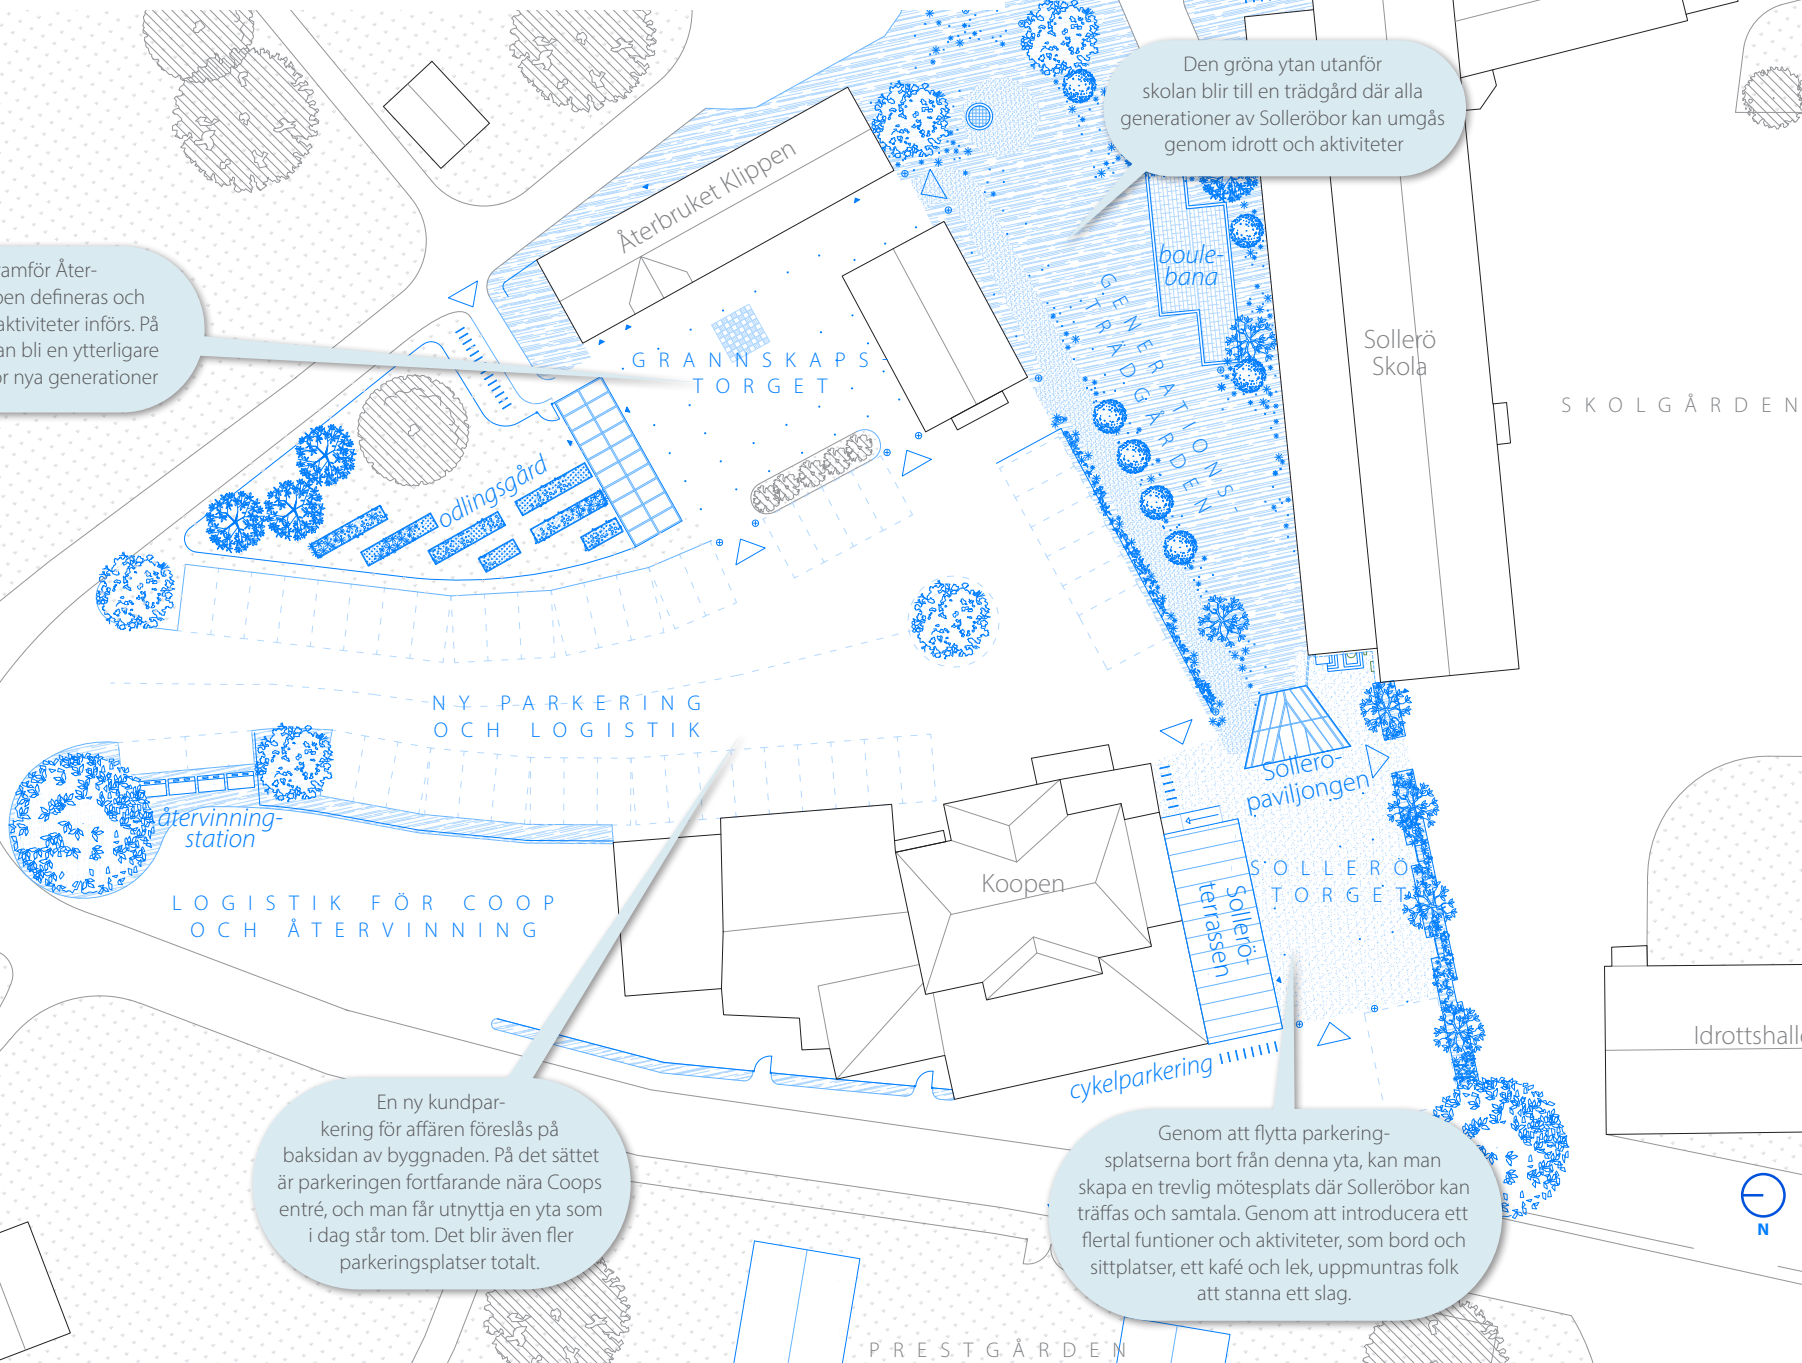 Den gröna ytan utanför
skolan blir till en trädgård där alla
generationer av Solleröbor kan umgås
genom idrott och aktiviteter
Återbruket Klippen
boule-
bana
amför Åter-
en defineras och
aktiviteter införs. På
an bli en ytterligare
r nya generationer
GRANNSKAPS
TORGET
GENERATIONS-
TRÄDGÅRDEN
Sollerö
Skola
SKOLGÅRDEN
odlingsgård
NY PARKERING
OCH LOGISTIK
Sollerö-
paviljongen
återvinning-
station
LOGISTIK FÖR COOP
OCH ÅTERVINNING
Koopen
Sollerö-
terrassen
SOLLERÖ
TORGET
Idrottshall
cykelparkering
En ny kundpar-
kering för affären föreslås på
baksidan av byggnaden. På det sättet
är parkeringen fortfarande nära Coops
entré, och man får utnyttja en yta som
i dag står tom. Det blir även fler
parkeringsplatser totalt.
Genom att flytta parkering-
splatserna bort från denna yta, kan man
skapa en trevlig mötesplats där Solleröbor kan
träffas och samtala. Genom att introducera ett
flertal funtioner och aktiviteter, som bord och
sittplatser, ett kafé och lek, uppmuntras folk
att stanna ett slag.
N
PRESTGÅRDEN